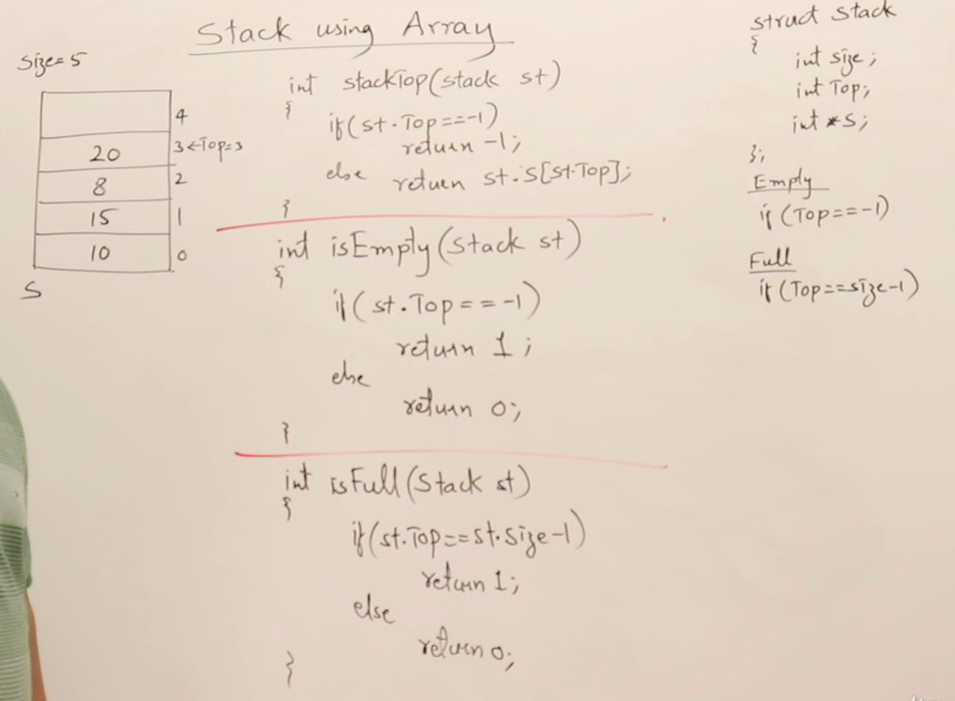 Stack using Array
Size=5
4
20 3←Top=3
8 2
15 1
10 0
S
int stackTop(stack st)
{
if(st.Top==-1)
return -1;
else return st.S[st.Top];
}
int isEmpty(Stack st)
{
if(st.Top==-1)
return 1;
else
return 0;
}
int isFull(Stack st)
{
if(st.Top==st.size-1)
return 1;
else
return 0;
}
struct Stack
{
int size;
int Top;
int *S;
};
Empty
if(Top==-1)
Full
if(Top==size-1)